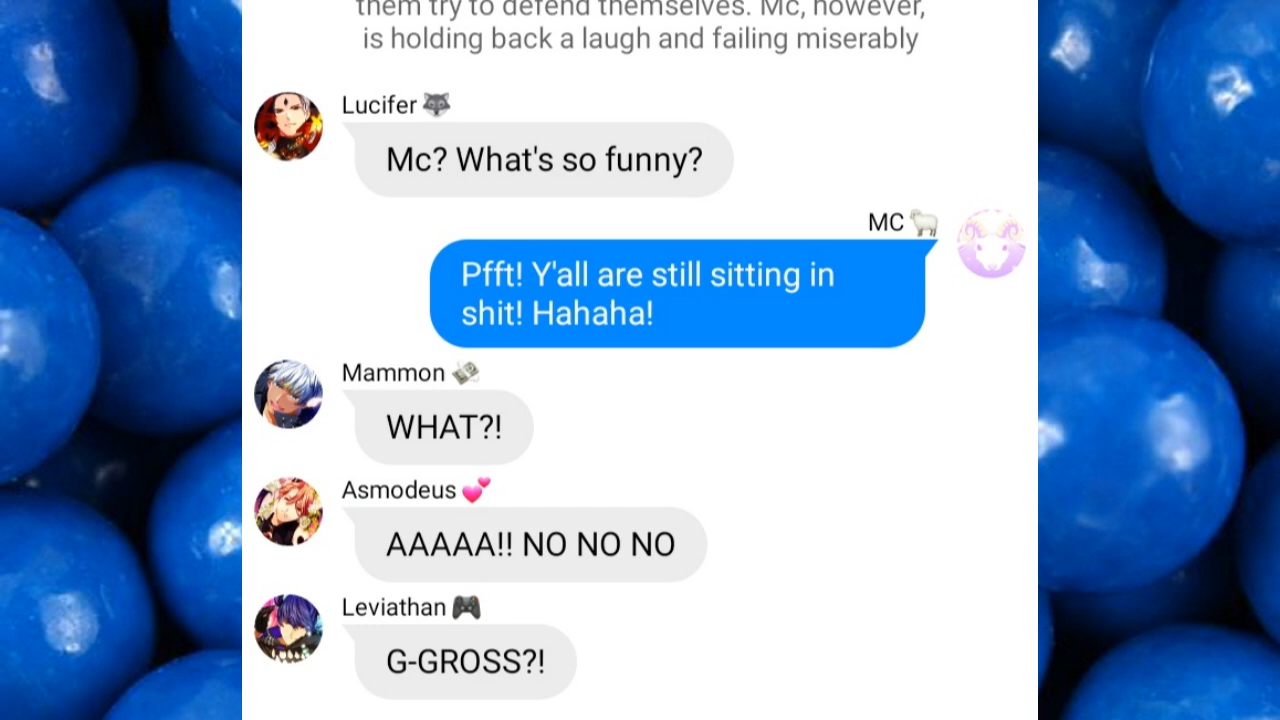 them try to defend themselves. Mc, however,
is holding back a laugh and failing miserably
Lucifer
Mc? What's so funny?
MC
Pfft! Y'all are still sitting in
shit! Hahaha!
Mammon
WHAT?!
Asmodeus
AAAAA!! NO NO NO
Leviathan
G-GROSS?!